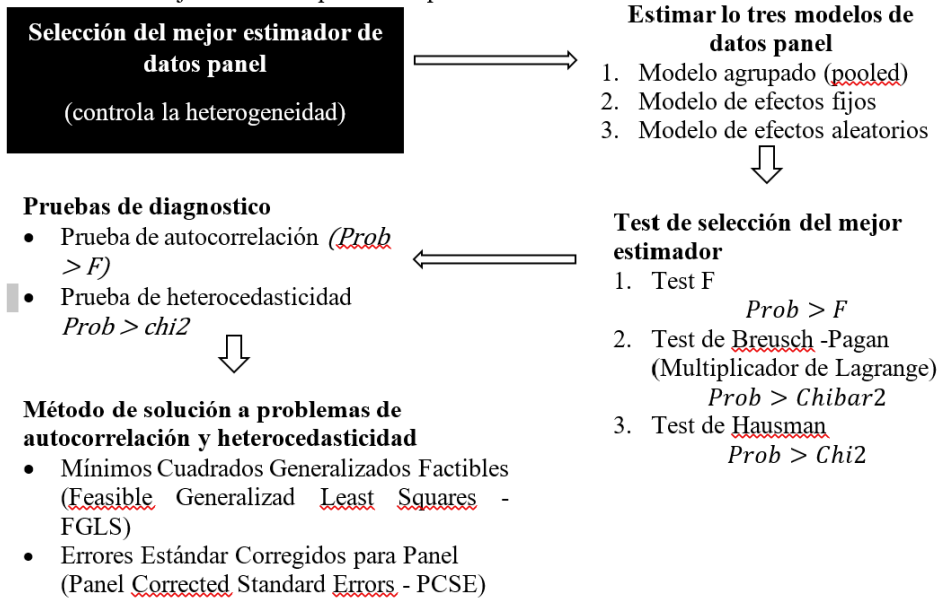 Selección del mejor estimador de
datos panel
(controla la heterogeneidad)
Estimar lo tres modelos de
datos panel
1. Modelo agrupado (pooled)
2. Modelo de efectos fijos
3. Modelo de efectos aleatorios
Test de selección del mejor
estimador
1. Test F
Prob > F
2. Test de Breusch -Pagan
(Multiplicador de Lagrange)
Prob > Chibar2
3. Test de Hausman
Prob > Chi2
Pruebas de diagnostico
• Prueba de autocorrelación (Prob
> F)
• Prueba de heterocedasticidad
Prob > chi2
Método de solución a problemas de
autocorrelación y heterocedasticidad
• Mínimos Cuadrados Generalizados Factibles
(Feasible Generalizad Least Squares -
FGLS)
• Errores Estándar Corregidos para Panel
(Panel Corrected Standard Errors - PCSE)